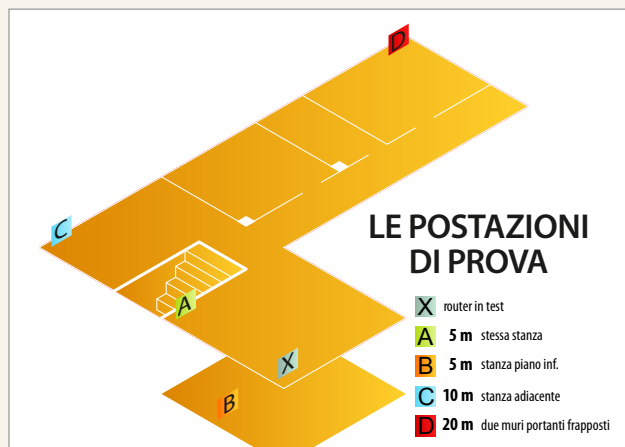 D
C
A
X
B
LE POSTAZIONI
DI PROVA
X router in test
A 5 m stessa stanza
B 5 m stanza piano inf.
C 10 m stanza adiacente
D 20 m due muri portanti frapposti